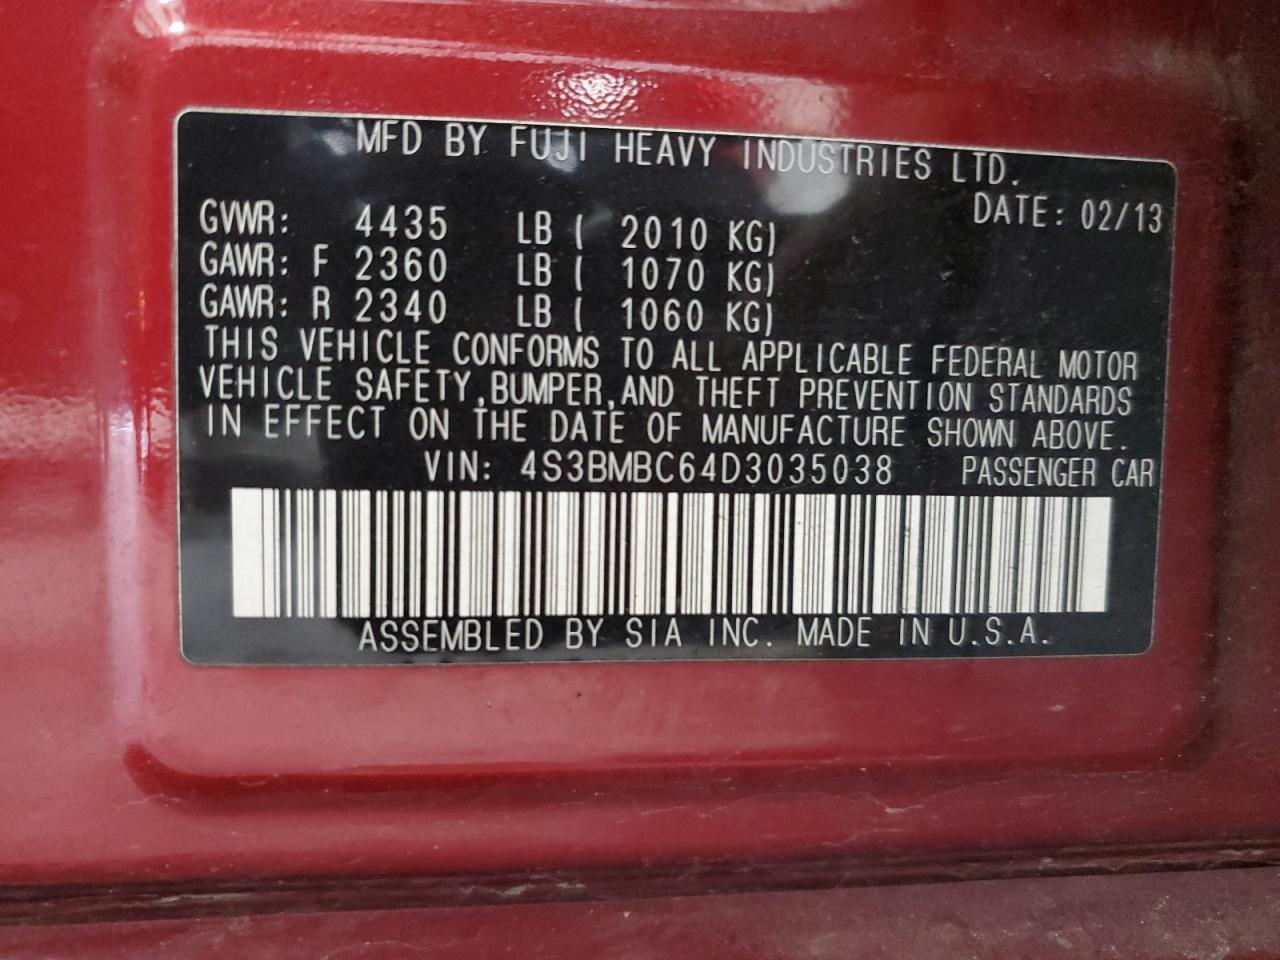 MFD BY FUJI HEAVY INDUSTRIES LTD.
DATE: 02/13
GVWR: 4435 LB ( 2010 KG)
GAWR: F 2360 LB ( 1070 KG)
GAWR: R 2340 LB ( 1060 KG)
THIS VEHICLE CONFORMS TO ALL APPLICABLE FEDERAL MOTOR
VEHICLE SAFETY,BUMPER,AND THEFT PREVENTION STANDARDS
IN EFFECT ON THE DATE OF MANUFACTURE SHOWN ABOVE.
VIN: 4S3BMBC64D3035038 PASSENGER CAR
ASSEMBLED BY SIA INC. MADE IN U.S.A.